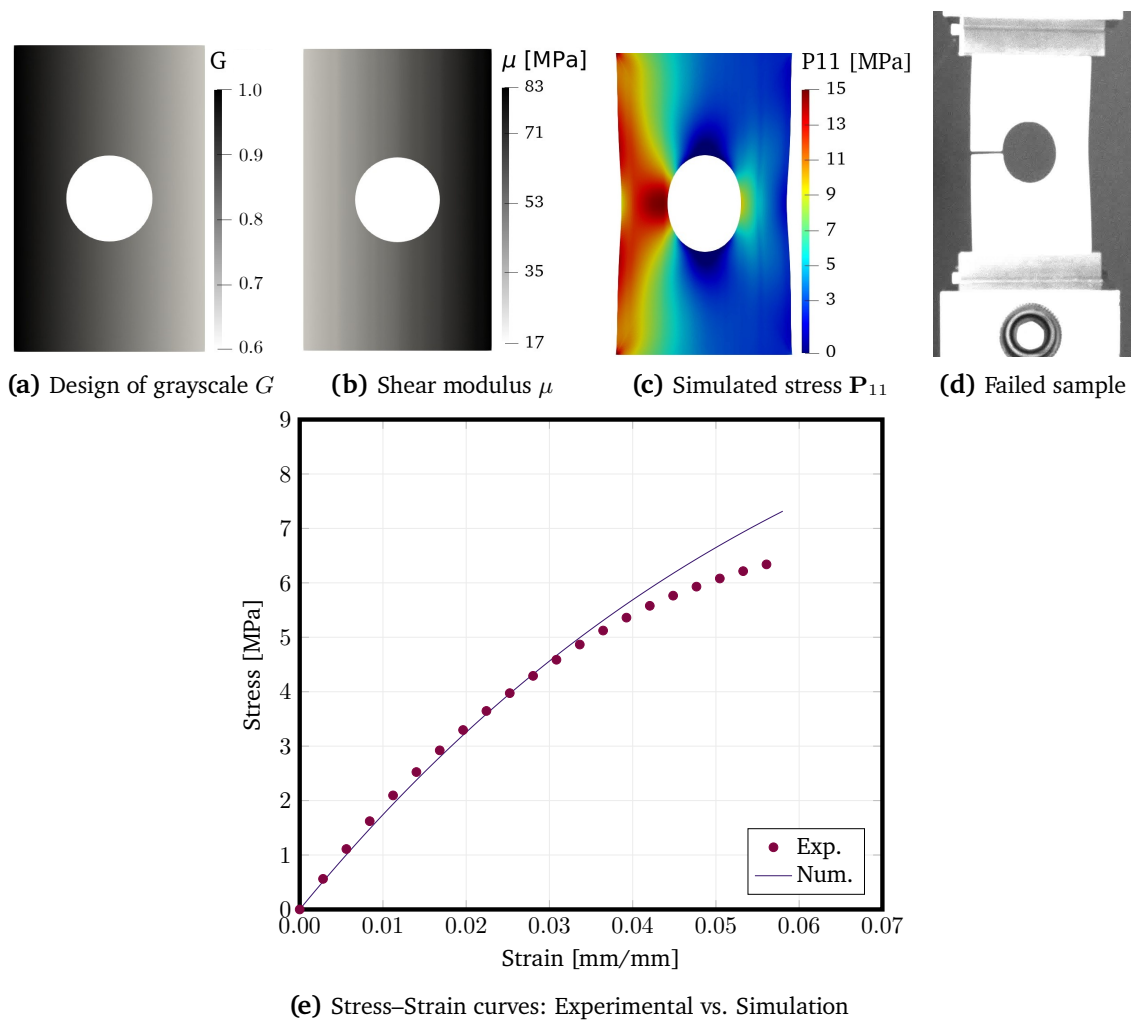 G
1.0
0.9
0.8
0.7
0.6
μ [MPa]
83
71
53
35
17
P11 [MPa]
15
13
11
9
7
5
3
0
(a) Design of grayscale G
(b) Shear modulus μ
(c) Simulated stress P₁₁
(d) Failed sample
9
8
7
6
5
4
3
2
1
0
Stress [MPa]
Exp.
Num.
0.00 0.01 0.02 0.03 0.04 0.05 0.06 0.07
Strain [mm/mm]
(e) Stress–Strain curves: Experimental vs. Simulation